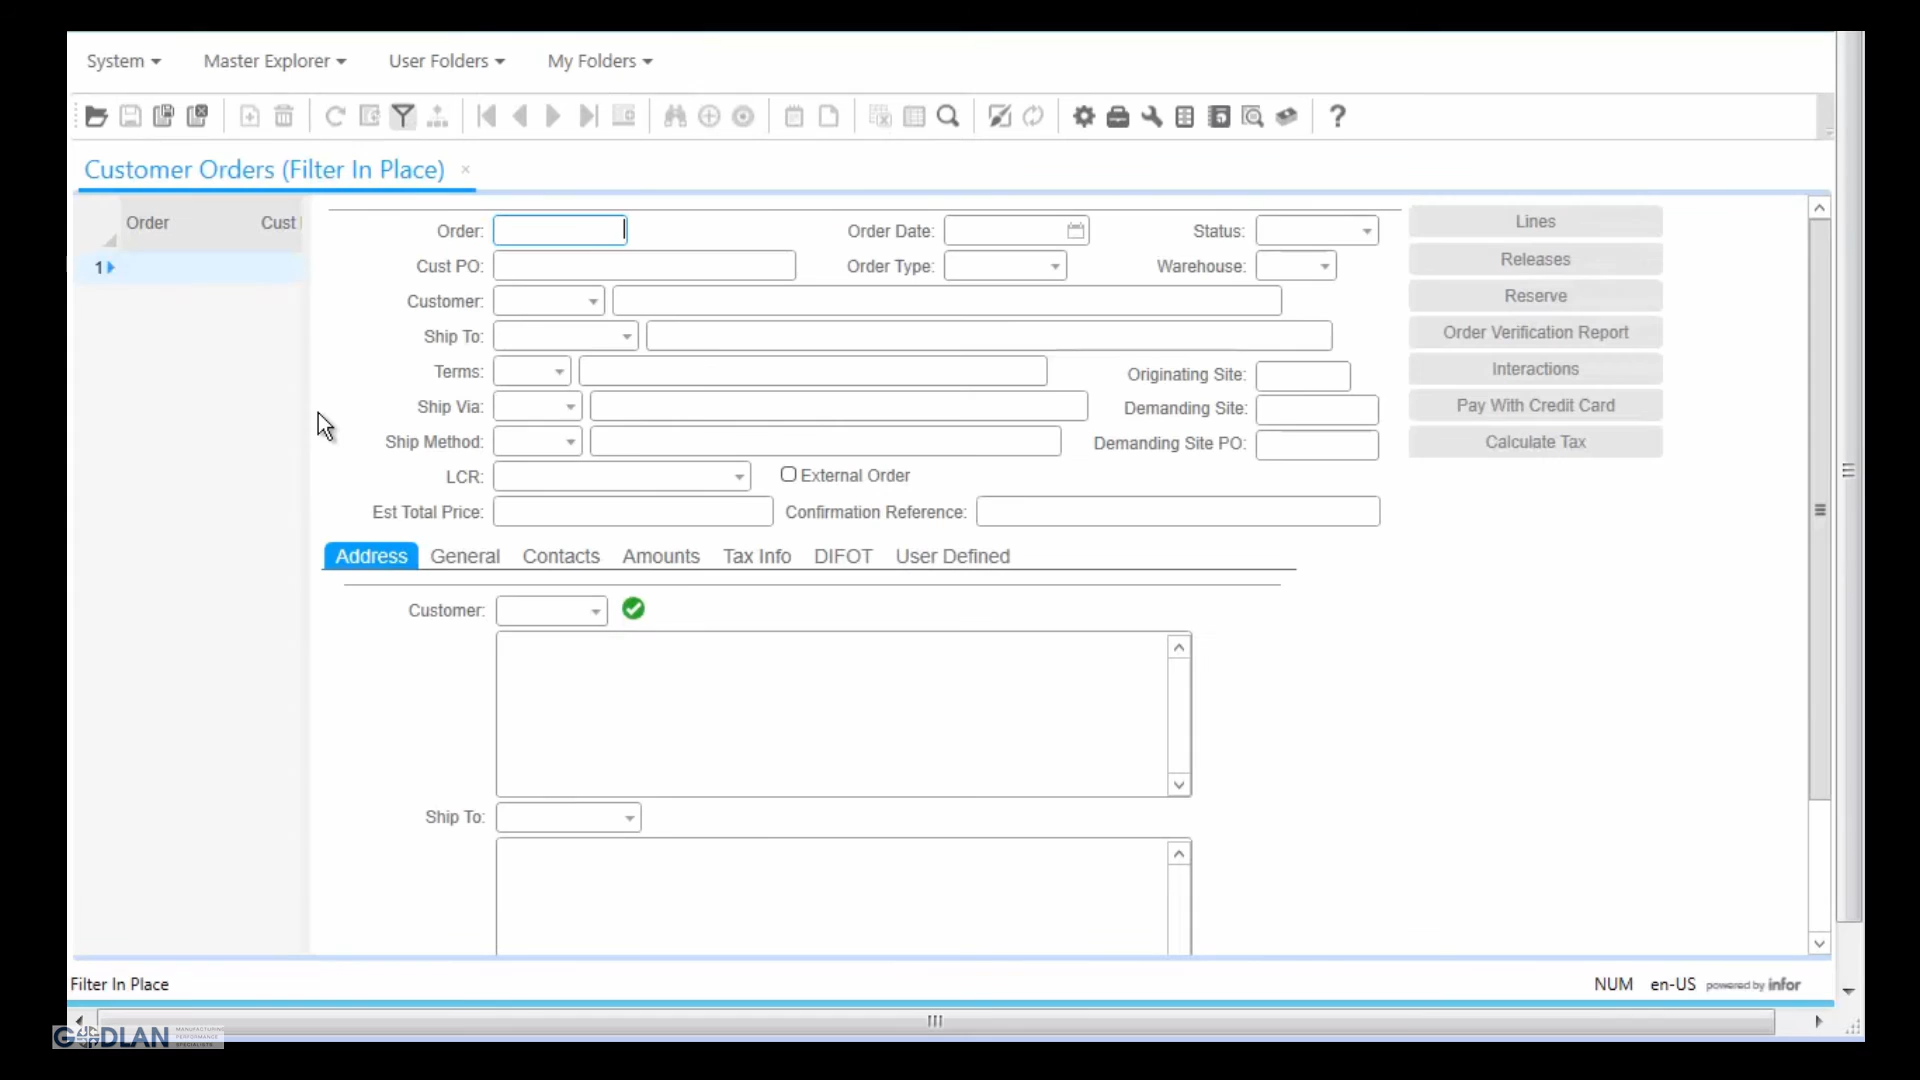 System Master Explorer User Folders My Folders
Customer Orders (Filter In Place)
Order Cust
1
Order: Order Date: Status:
Cust PO: Order Type: Warehouse:
Customer:
Ship To:
Terms: Originating Site:
Ship Via: Demanding Site:
Ship Method: Demanding Site PO:
LCR: External Order
Est Total Price: Confirmation Reference:
Lines
Releases
Reserve
Order Verification Report
Interactions
Pay With Credit Card
Calculate Tax
Address General Contacts Amounts Tax Info DIFOT User Defined
Customer:
Ship To:
Filter In Place NUM en-US powered by infor
GODLAN MANUFACTURING
PERFORMANCE
SPECIALISTS